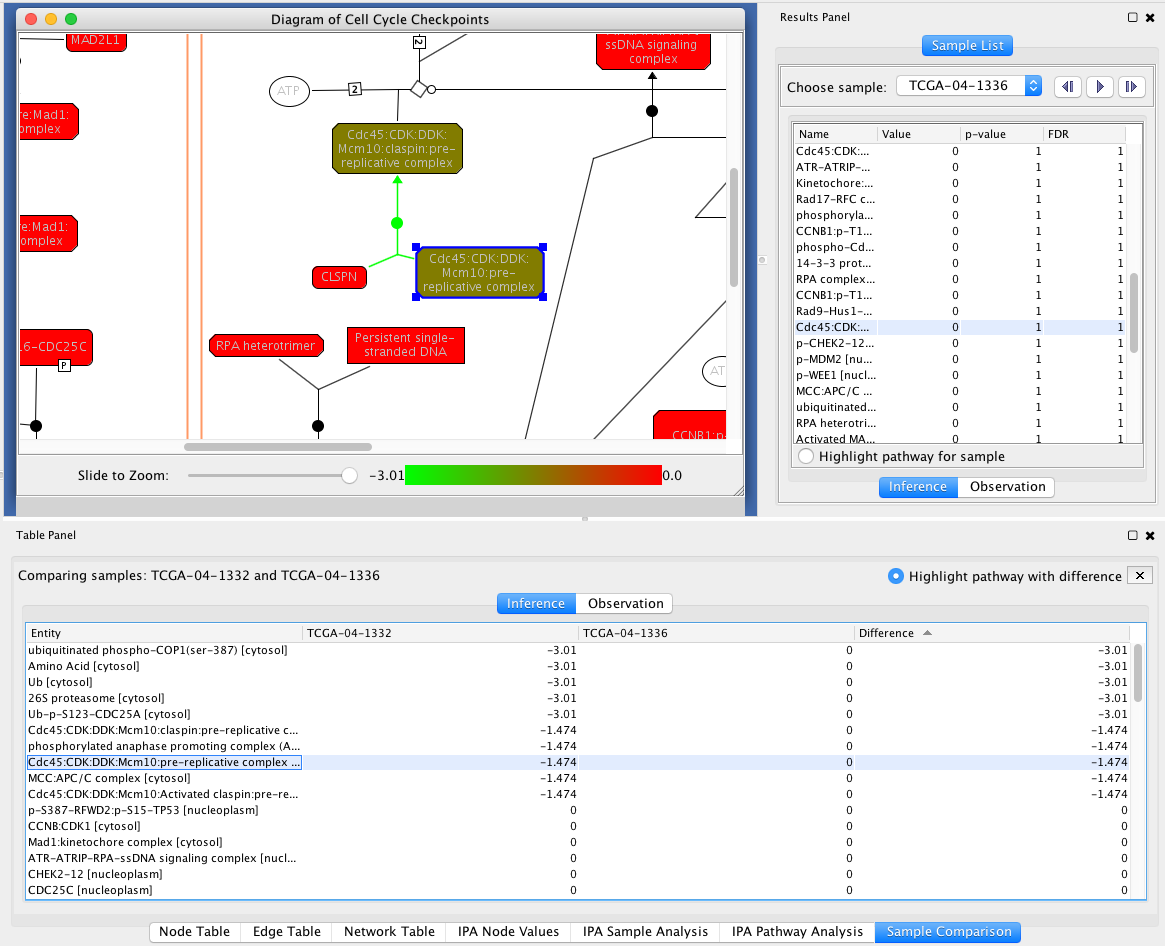 Diagram of Cell Cycle Checkpoints
MAD2L1
2
ssDNA signaling
complex
ATP
2
re:Mad1:
omplex
Cdc45:CDK:DDK:
Mcm10:claspin:pre-
replicative complex
re:Mad1:
omplex
CLSPN
Cdc45:CDK:DDK:
Mcm10:pre-
replicative complex
RPA heterotrimer
Persistent single-
stranded DNA
6-CDC25C
P
AT
CCNB1:p-
Slide to Zoom:
-3.01
0.0
Results Panel
Sample List
Choose sample: TCGA-04-1336
Name Value p-value FDR
Cdc45:CDK:... 0 1 1
ATR-ATRIP-... 0 1 1
Kinetochore:... 0 1 1
Rad17-RFC c... 0 1 1
phosphoryla... 0 1 1
CCNB1:p-T1... 0 1 1
phospho-Cd... 0 1 1
14-3-3 prot... 0 1 1
RPA complex... 0 1 1
CCNB1:p-T1... 0 1 1
Rad9-Hus1-... 0 1 1
Cdc45:CDK:... 0 1 1
p-CHEK2-12... 0 1 1
p-MDM2 [nu... 0 1 1
p-WEE1 [nucl... 0 1 1
MCC:APC/C ... 0 1 1
ubiquitinated... 0 1 1
RPA heterotri... 0 1 1
Activated MA... 0 1 1
Highlight pathway for sample
Inference Observation
Table Panel
Comparing samples: TCGA-04-1332 and TCGA-04-1336
Highlight pathway with difference
Inference Observation
Entity TCGA-04-1332 TCGA-04-1336 Difference
ubiquitinated phospho-COP1(ser-387) [cytosol] -3.01 0 -3.01
Amino Acid [cytosol] -3.01 0 -3.01
Ub [cytosol] -3.01 0 -3.01
26S proteasome [cytosol] -3.01 0 -3.01
Ub-p-S123-CDC25A [cytosol] -3.01 0 -3.01
Cdc45:CDK:DDK:Mcm10:claspin:pre-replicative c... -1.474 0 -1.474
phosphorylated anaphase promoting complex (A... -1.474 0 -1.474
Cdc45:CDK:DDK:Mcm10:pre-replicative complex ... -1.474 0 -1.474
MCC:APC/C complex [cytosol] -1.474 0 -1.474
Cdc45:CDK:DDK:Mcm10:Activated claspin:pre-re... -1.474 0 -1.474
p-S387-RFWD2:p-S15-TP53 [nucleoplasm] 0 0 0
CCNB:CDK1 [cytosol] 0 0 0
Mad1:kinetochore complex [cytosol] 0 0 0
ATR-ATRIP-RPA-ssDNA signaling complex [nucl... 0 0 0
CHEK2-12 [nucleoplasm] 0 0 0
CDC25C [nucleoplasm] 0 0 0
Node Table Edge Table Network Table IPA Node Values IPA Sample Analysis IPA Pathway Analysis Sample Comparison